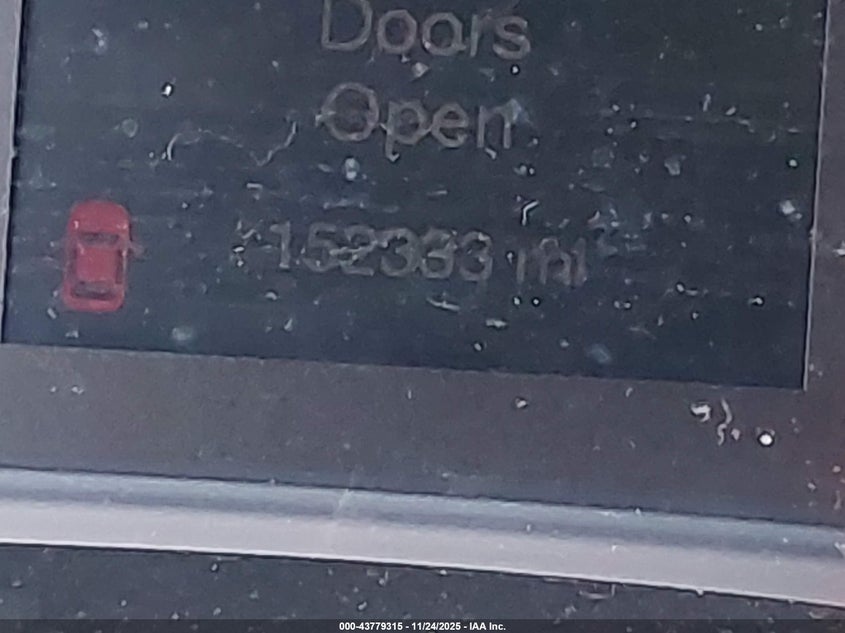 Doors
Open
152333 mi
000-43779315 - 11/24/2025 - IAA Inc.